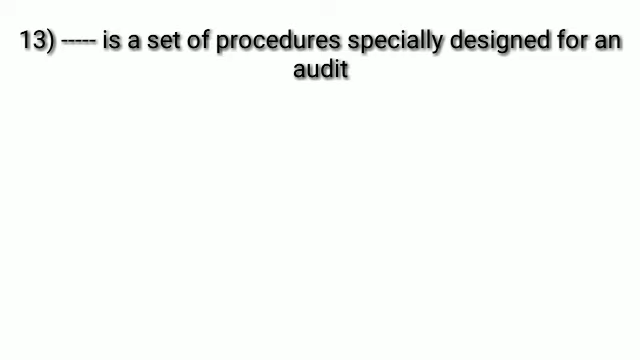 13) ----- is a set of procedures specially designed for an
audit